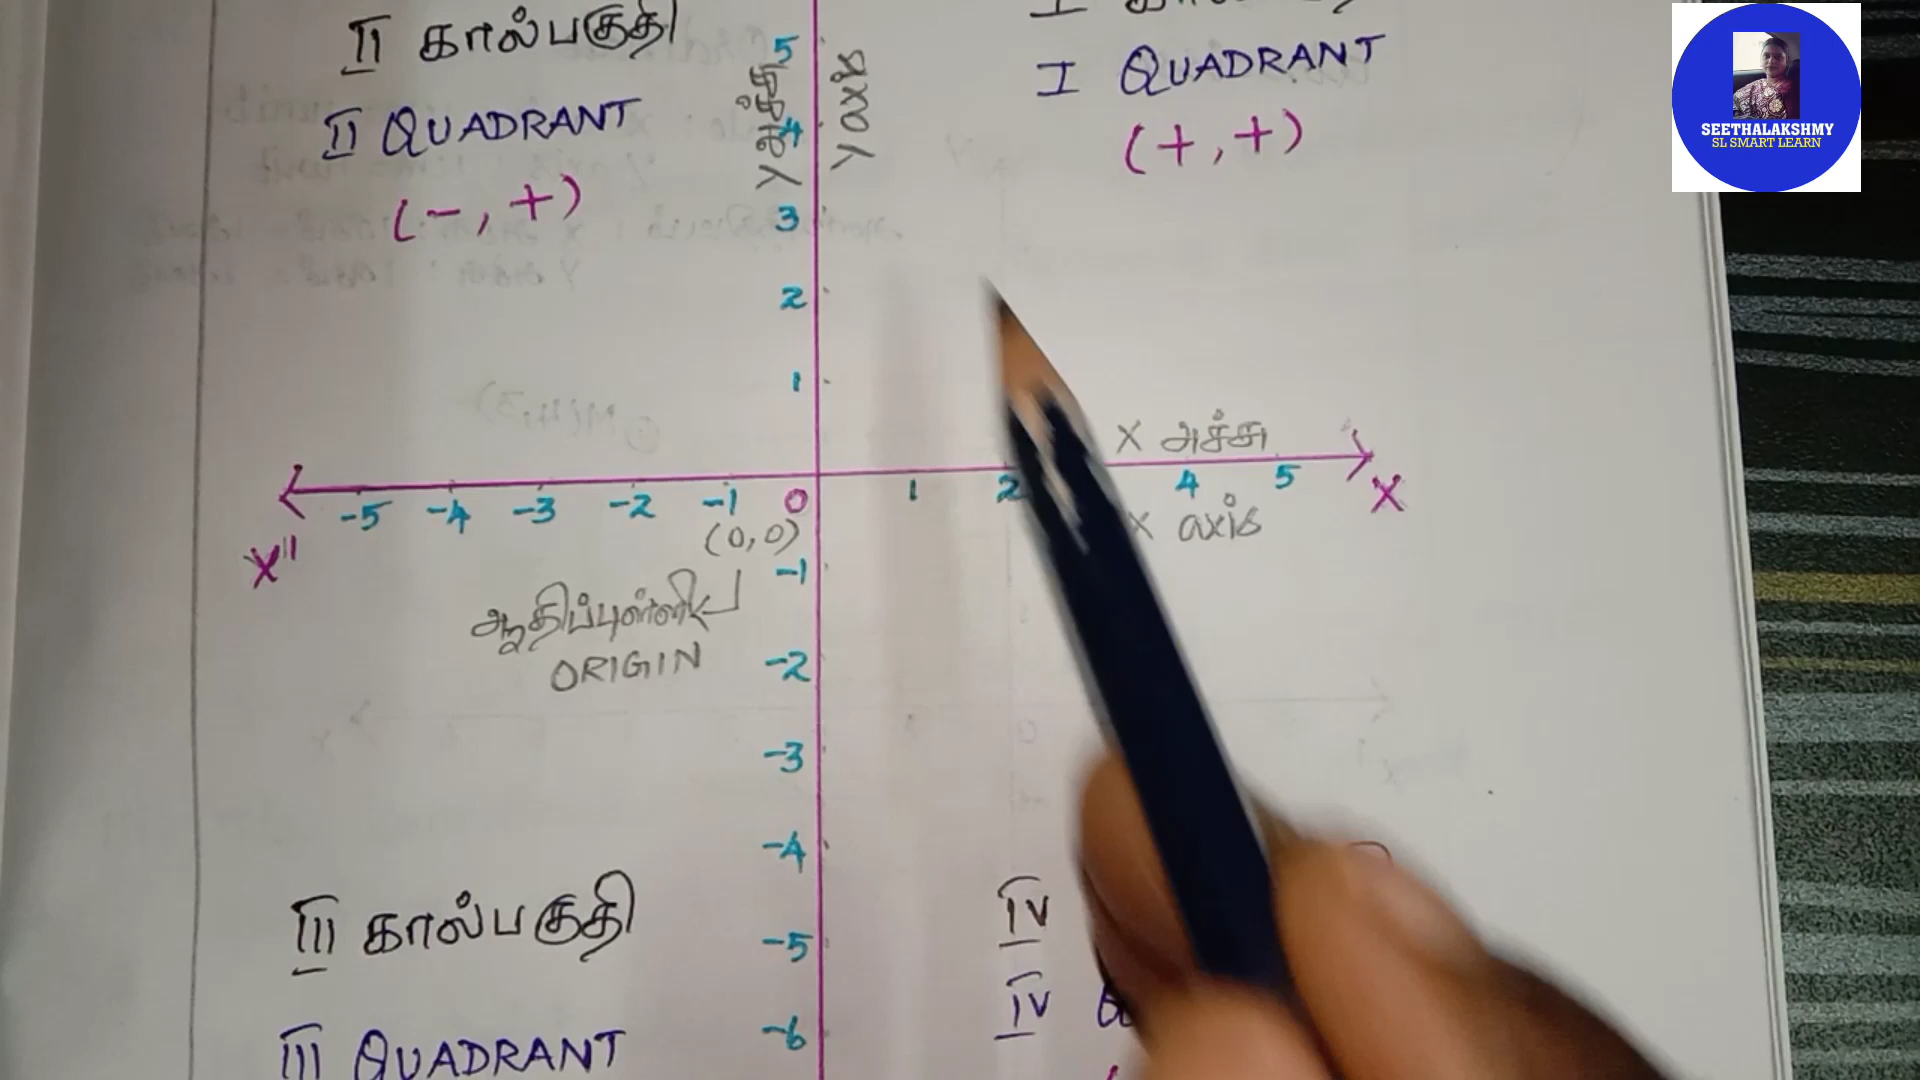 II கால்பகுதி
II QUADRANT
(-, +)
I
I QUADRANT
(+, +)
Y அச்சு
Y axis
5
4
3
2
1
X அச்சு
X axis
-5 -4 -3 -2 -1 0 1 2 4 5
X
X"
(0,0)
ஆதிப்புள்ளி
ORIGIN
-1
-2
-3
-4
-5
-6
III கால்பகுதி
III QUADRANT
IV
IV
SEETHALAKSHMY
SL SMART LEARN